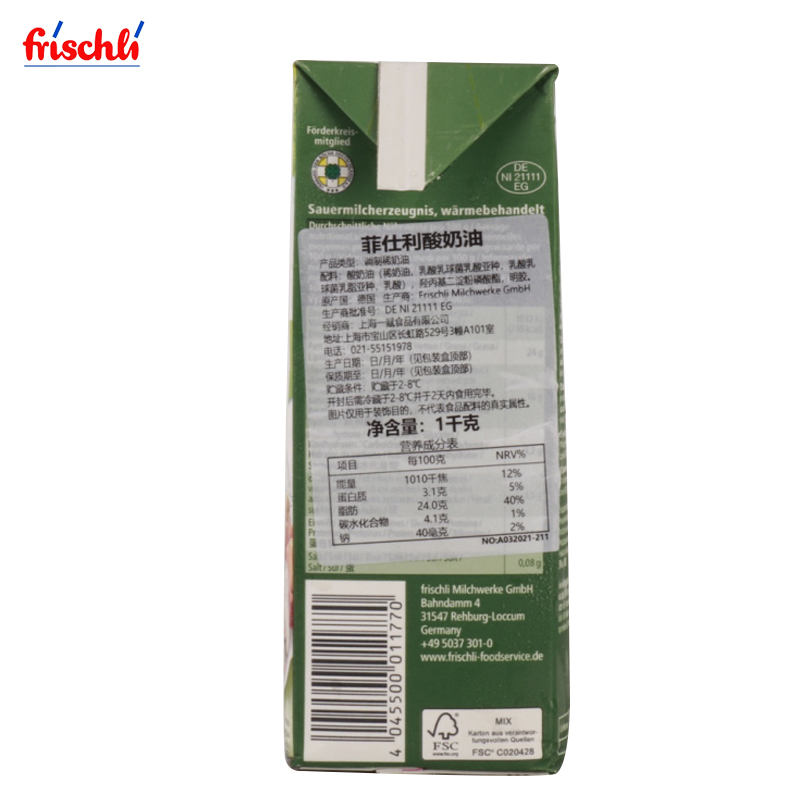 frischli
Förderkreis-
mitglied
DE
NI 21111
EG
Sauermilcherzeugnis, wärmebehandelt
菲仕利酸奶油
产品类型：调制稀奶油
配料：酸奶油（稀奶油，乳酸乳球菌乳酸亚种，乳酸乳
球菌乳脂亚种，乳酸），羟丙基二淀粉磷酸酯，明胶。
原产国：德国 生产商：Frischli Milchwerke GmbH
生产商批准号：DE NI 21111 EG
经销商：上海一赋食品有限公司
地址:上海市宝山区长虹路529号3幢A101室
电话：021-55151978
生产日期：日/月/年（见包装盒顶部）
保质期至：日/月/年（见包装盒顶部）
贮藏条件：贮藏于2-8℃
开封后需冷藏于2-8℃并于2天内食用完毕。
图片仅用于装饰目的，不代表食品配料的真实属性。
净含量：1千克
营养成分表
项目 每100克 NRV%
能量 1010千焦 12%
蛋白质 3.1克 5%
脂肪 24.0克 40%
碳水化合物 4.1克 1%
钠 40毫克 2%
NO:A032021-211
Salt / Sól / 盐 0,08 g
frischli Milchwerke GmbH
Bahndamm 4
31547 Rehburg-Loccum
Germany
+49 5037 301-0
www.frischli-foodservice.de
4 045500 011770
FSC
www.fsc.org
MIX
Karton aus verantwor-
tungsvollen Quellen
FSC® C020428